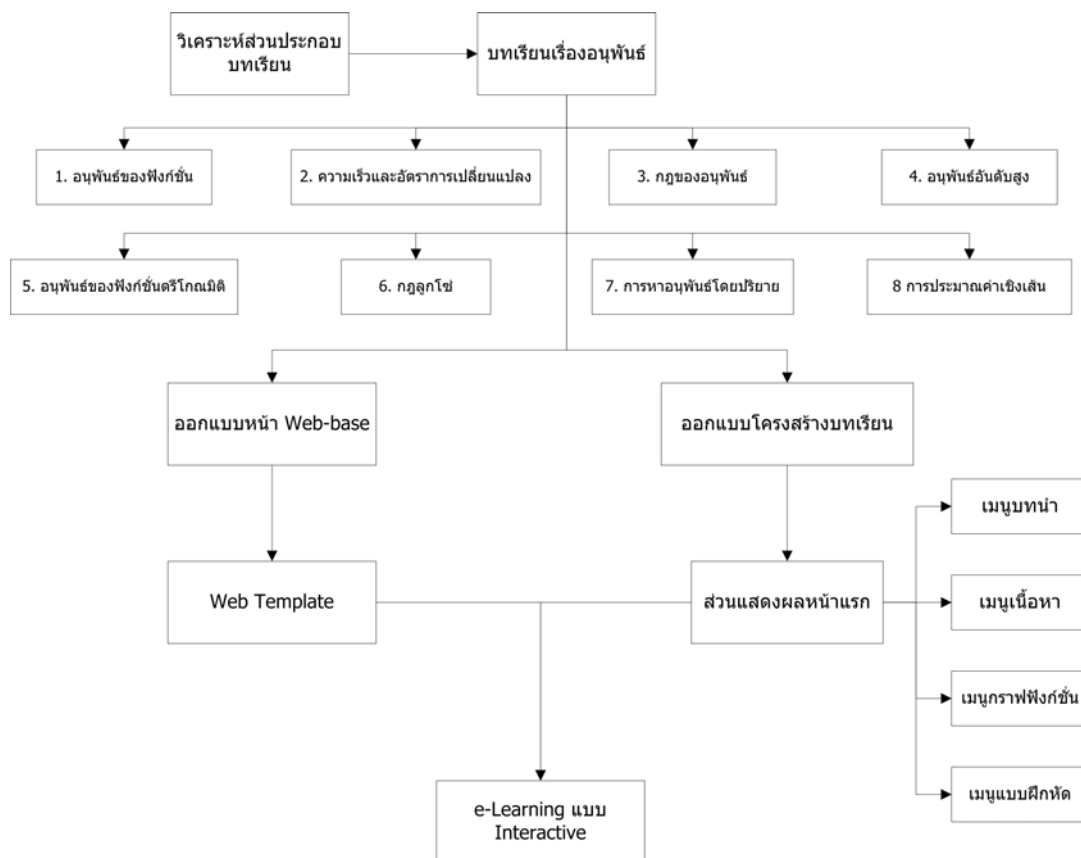 วิเคราะห์ส่วนประกอบ
บทเรียน
บทเรียนเรื่องอนุพันธ์
1. อนุพันธ์ของฟังก์ชั่น
2. ความเร็วและอัตราการเปลี่ยนแปลง
3. กฎของอนุพันธ์
4. อนุพันธ์อันดับสูง
5. อนุพันธ์ของฟังก์ชั่นตรีโกณมิติ
6. กฎลูกโซ่
7. การหาอนุพันธ์โดยปริยาย
8 การประมาณค่าเชิงเส้น
ออกแบบหน้า Web-base
ออกแบบโครงสร้างบทเรียน
เมนูบทนำ
Web Template
ส่วนแสดงผลหน้าแรก
เมนูเนื้อหา
เมนูกราฟฟังก์ชั่น
เมนูแบบฝึกหัด
e-Learning แบบ
Interactive